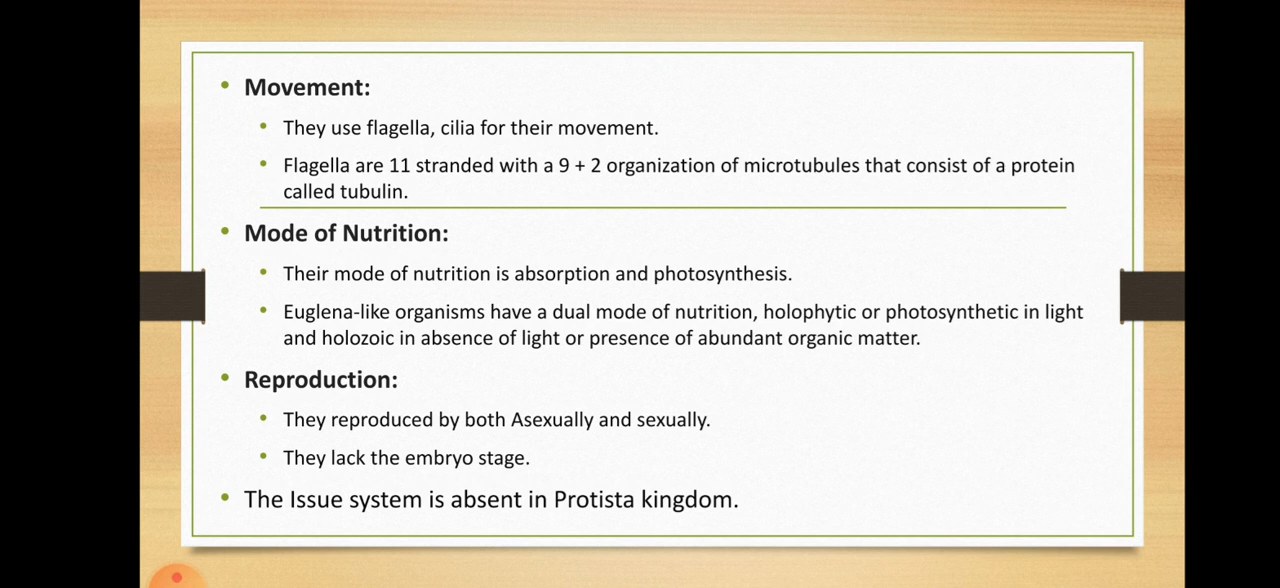 • Movement:
• They use flagella, cilia for their movement.
• Flagella are 11 stranded with a 9 + 2 organization of microtubules that consist of a protein
called tubulin.
• Mode of Nutrition:
• Their mode of nutrition is absorption and photosynthesis.
• Euglena-like organisms have a dual mode of nutrition, holophytic or photosynthetic in light
and holozoic in absence of light or presence of abundant organic matter.
• Reproduction:
• They reproduced by both Asexually and sexually.
• They lack the embryo stage.
• The Issue system is absent in Protista kingdom.